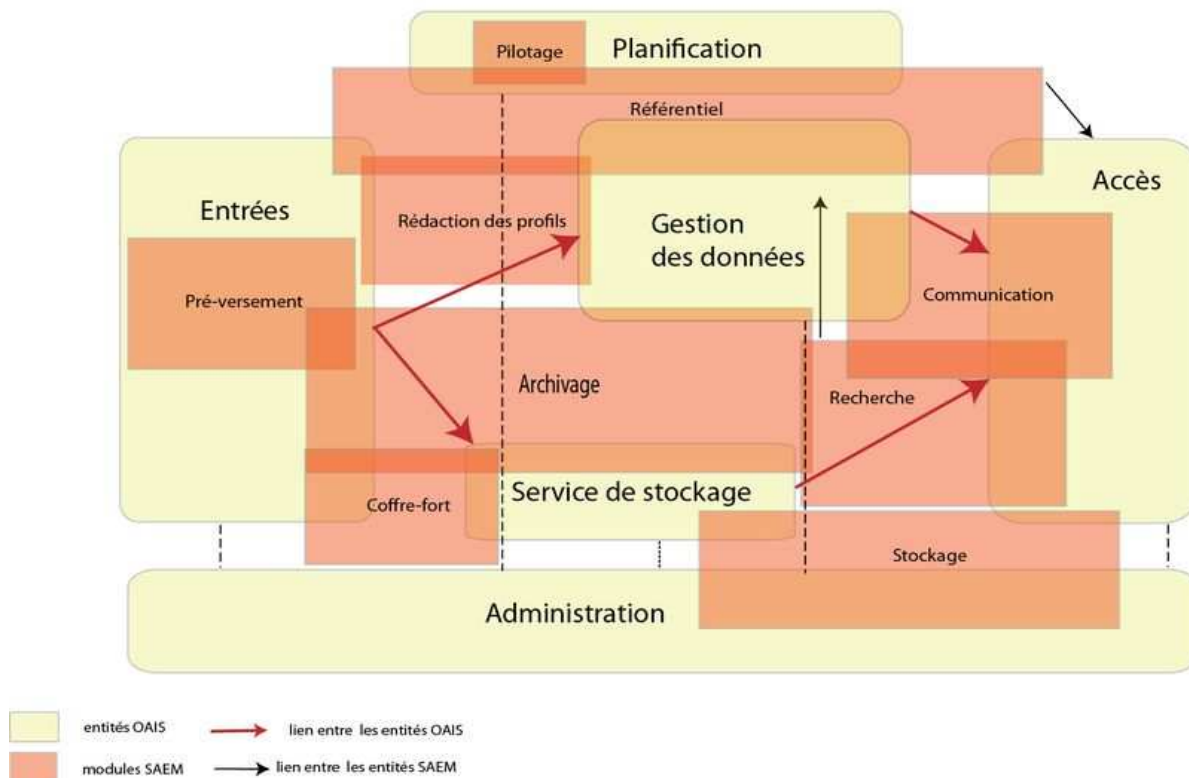 Pilotage
Planification
Référentiel
Entrées
Accès
Rédaction des profils
Gestion
des données
Pré-versement
Communication
Archivage
Recherche
Service de stockage
Coffre-fort
Stockage
Administration
entités OAIS
lien entre les entités OAIS
modules SAEM
lien entre les entités SAEM